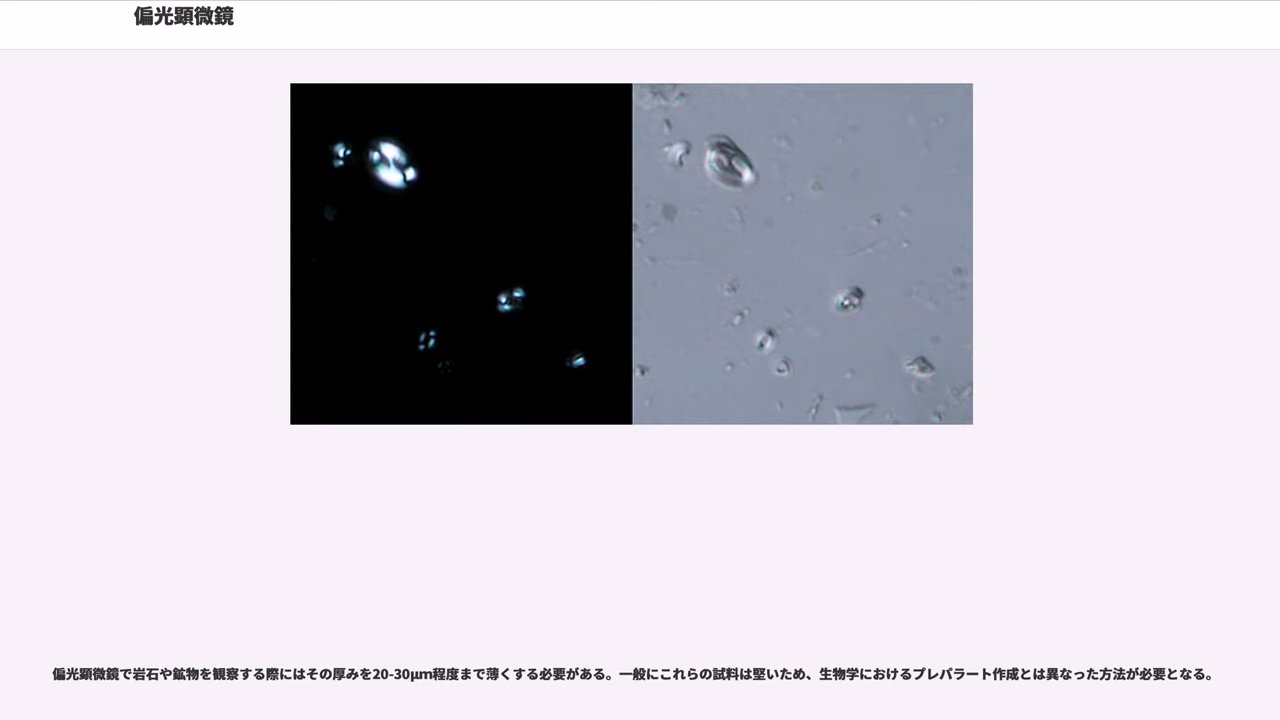 偏光顕微鏡
偏光顕微鏡で岩石や鉱物を観察する際にはその厚みを20-30μm程度まで薄くする必要がある。一般にこれらの試料は堅いため、生物学におけるプレパラート作成とは異なった方法が必要となる。